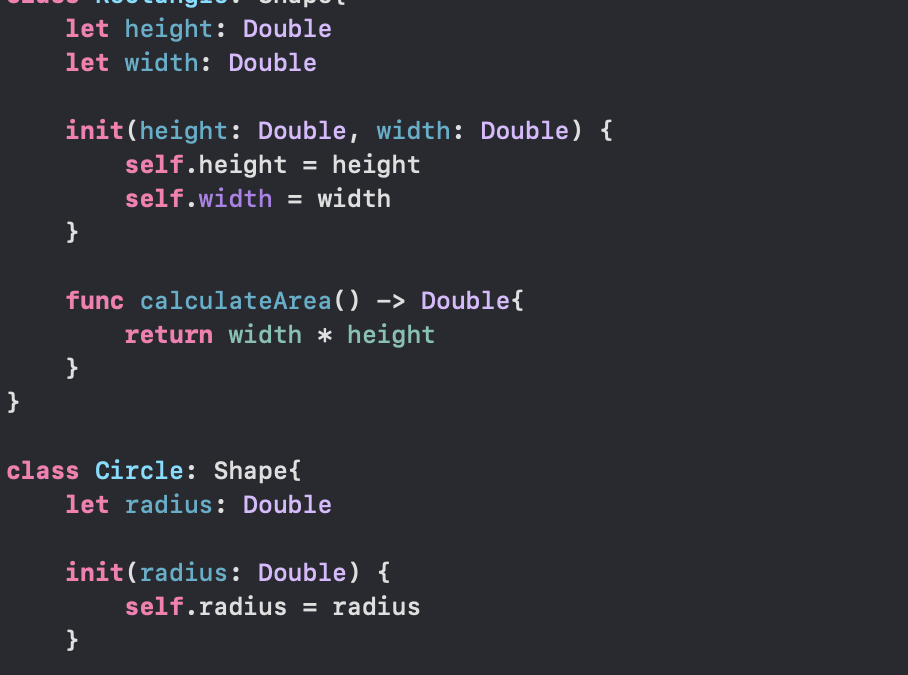 class Rectangle: Shape{
    let height: Double
    let width: Double

    init(height: Double, width: Double) {
        self.height = height
        self.width = width
    }

    func calculateArea() -> Double{
        return width * height
    }
}

class Circle: Shape{
    let radius: Double

    init(radius: Double) {
        self.radius = radius
    }